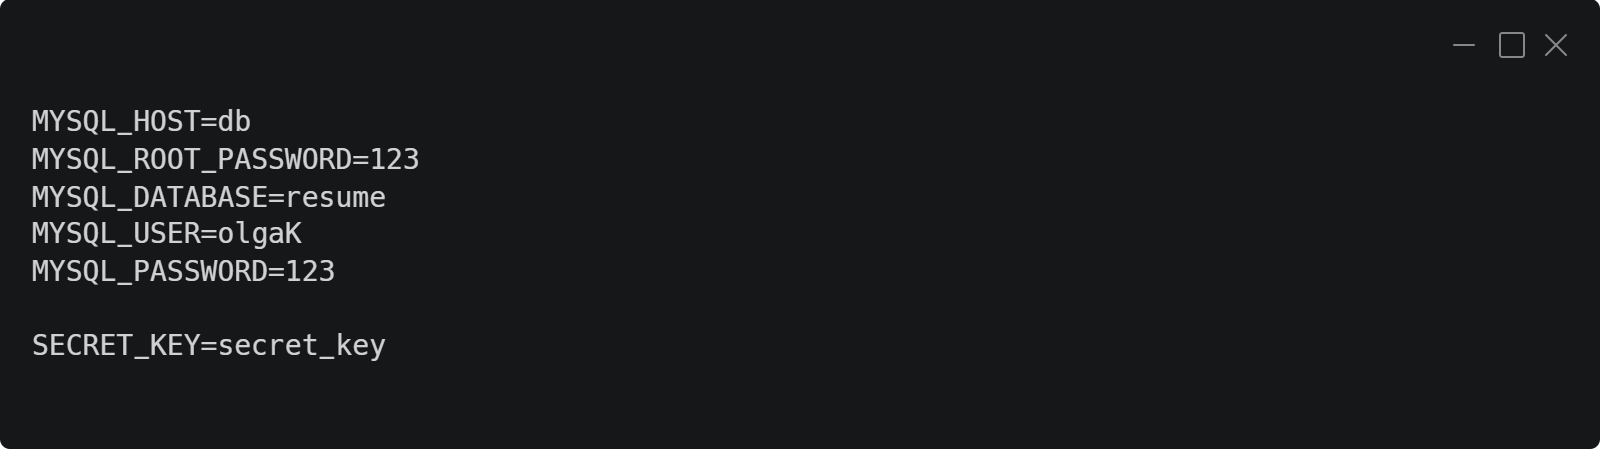 MYSQL_HOST=db
MYSQL_ROOT_PASSWORD=123
MYSQL_DATABASE=resume
MYSQL_USER=olgaK
MYSQL_PASSWORD=123
SECRET_KEY=secret_key